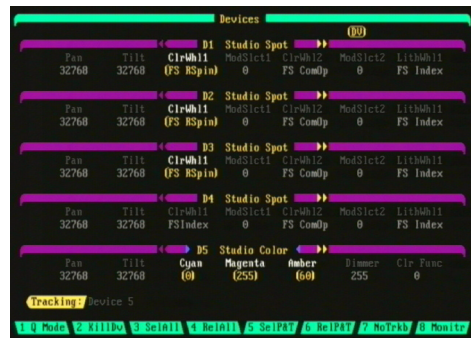 Devices
DV
D1 Studio Spot
Pan Tilt ClrWhl1 ModSlct1 ClrWhl2 ModSlct2 LithWhl1
32768 32768 (FS RSpin) 0 FS ComOp 0 FS Index
D2 Studio Spot
Pan Tilt ClrWhl1 ModSlct1 ClrWhl2 ModSlct2 LithWhl1
32768 32768 (FS RSpin) 0 FS ComOp 0 FS Index
D3 Studio Spot
Pan Tilt ClrWhl1 ModSlct1 ClrWhl2 ModSlct2 LithWhl1
32768 32768 (FS RSpin) 0 FS ComOp 0 FS Index
D4 Studio Spot
Pan Tilt ClrWhl1 ModSlct1 ClrWhl2 ModSlct2 LithWhl1
32768 32768 FSIndex 0 FS ComOp 0 FS Index
D5 Studio Color
Pan Tilt Cyan Magenta Amber Dimmer Clr Func
32768 32768 (0) (255) (60) 255 0
Tracking: Device 5
1 Q Mode 2 KillDv 3 SelAll 4 RelAll 5 SelP&T 6 RelP&T 7 NoTrkb 8 Monitr